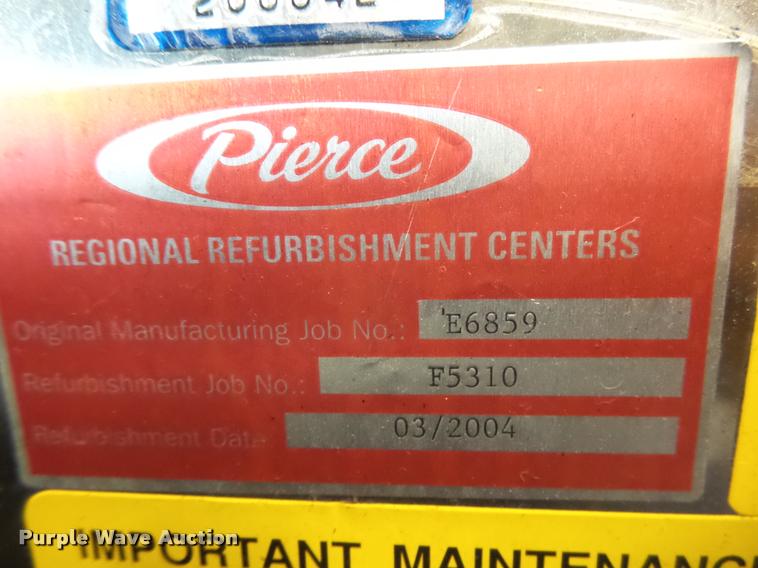 Pierce
REGIONAL REFURBISHMENT CENTERS
Original Manufacturing Job No.: E6859
Refurbishment Job No.: F5310
Refurbishment Date 03/2004
IMPORTANT MAINTENANC
Purple Wave Auction